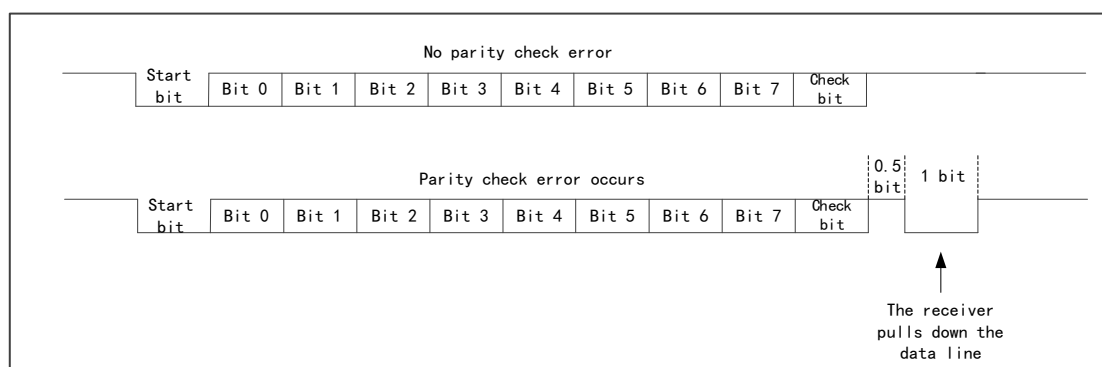 No parity check error
Start
bit
Bit 0 Bit 1 Bit 2 Bit 3 Bit 4 Bit 5 Bit 6 Bit 7
Check
bit
Parity check error occurs
0.5
bit
1 bit
Start
bit
Bit 0 Bit 1 Bit 2 Bit 3 Bit 4 Bit 5 Bit 6 Bit 7
Check
bit
The receiver
pulls down the
data line